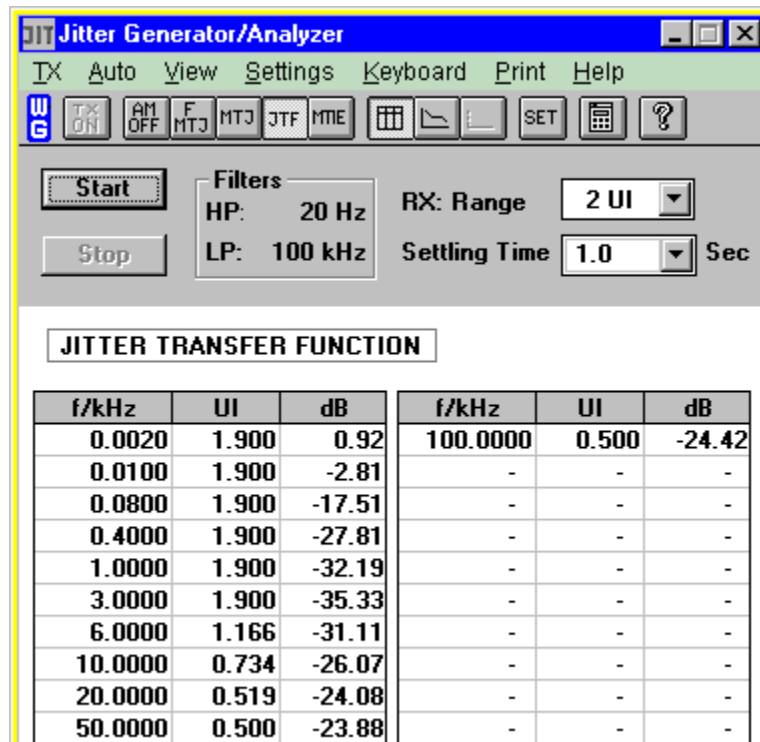 JIT Jitter Generator/Analyzer
TX Auto View Settings Keyboard Print Help
WG TX ON AM OFF F MTJ MTJ JTF MTIE SET ?
Start
Filters
HP: 20 Hz
LP: 100 kHz
RX: Range 2 UI
Stop
Settling Time 1.0 Sec
JITTER TRANSFER FUNCTION
f/kHz UI dB f/kHz UI dB
0.0020 1.900 0.92 100.0000 0.500 -24.42
0.0100 1.900 -2.81 - - -
0.0800 1.900 -17.51 - - -
0.4000 1.900 -27.81 - - -
1.0000 1.900 -32.19 - - -
3.0000 1.900 -35.33 - - -
6.0000 1.166 -31.11 - - -
10.0000 0.734 -26.07 - - -
20.0000 0.519 -24.08 - - -
50.0000 0.500 -23.88 - - -